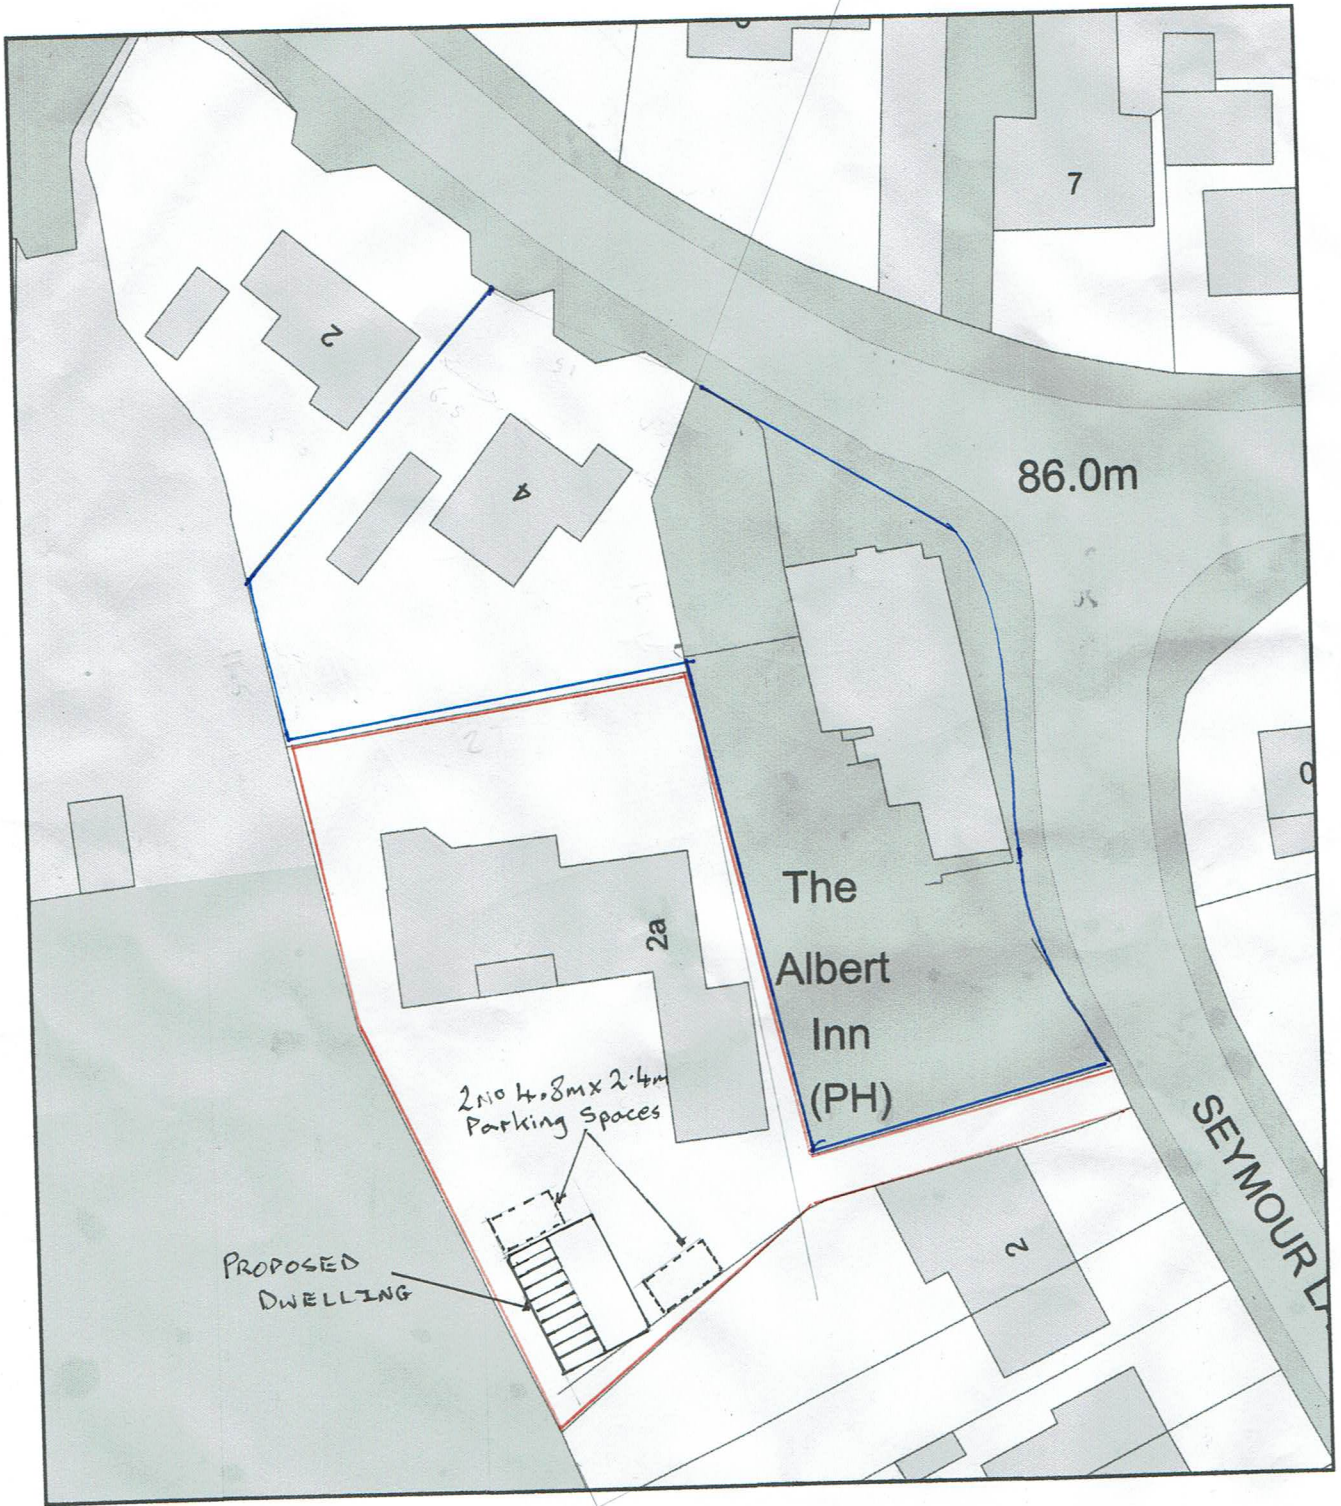 7
2
4
86.0m
The
Albert
Inn
(PH)
2a
2No 4.8m x 2.4m
Parking Spaces
PROPOSED
DWELLING
2
SEYMOUR